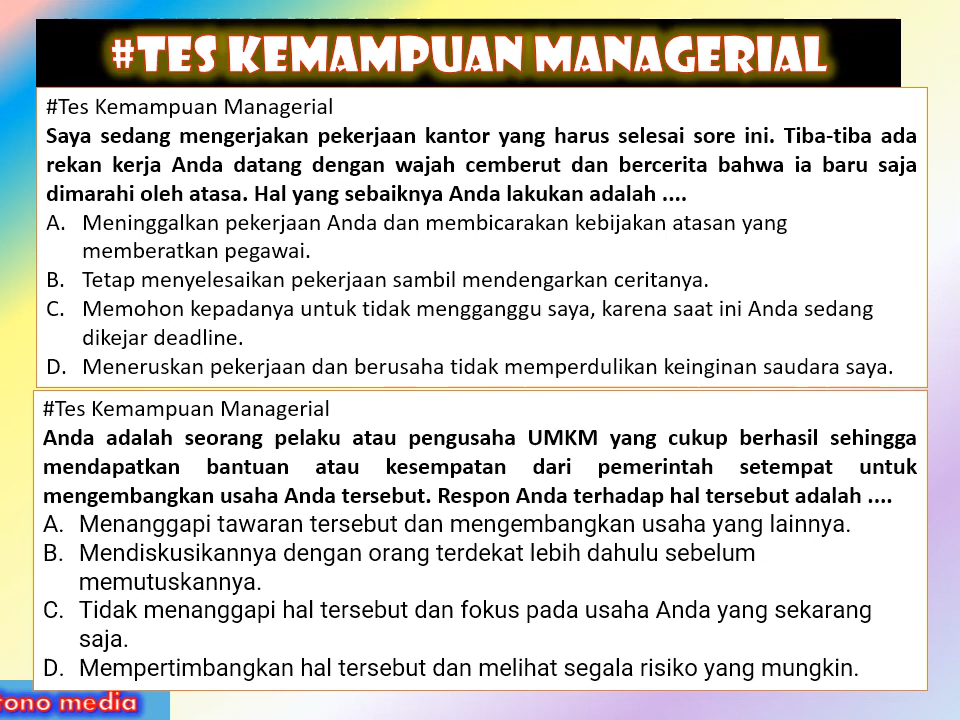 #TES KEMAMPUAN MANAGERIAL
#Tes Kemampuan Managerial
Saya sedang mengerjakan pekerjaan kantor yang harus selesai sore ini. Tiba-tiba ada
rekan kerja Anda datang dengan wajah cemberut dan bercerita bahwa ia baru saja
dimarahi oleh atasa. Hal yang sebaiknya Anda lakukan adalah ....
A. Meninggalkan pekerjaan Anda dan membicarakan kebijakan atasan yang
memberatkan pegawai.
B. Tetap menyelesaikan pekerjaan sambil mendengarkan ceritanya.
C. Memohon kepadanya untuk tidak mengganggu saya, karena saat ini Anda sedang
dikejar deadline.
D. Meneruskan pekerjaan dan berusaha tidak memperdulikan keinginan saudara saya.
#Tes Kemampuan Managerial
Anda adalah seorang pelaku atau pengusaha UMKM yang cukup berhasil sehingga
mendapatkan bantuan atau kesempatan dari pemerintah setempat untuk
mengembangkan usaha Anda tersebut. Respon Anda terhadap hal tersebut adalah ....
A. Menanggapi tawaran tersebut dan mengembangkan usaha yang lainnya.
B. Mendiskusikannya dengan orang terdekat lebih dahulu sebelum
memutuskannya.
C. Tidak menanggapi hal tersebut dan fokus pada usaha Anda yang sekarang
saja.
D. Mempertimbangkan hal tersebut dan melihat segala risiko yang mungkin.
tono media